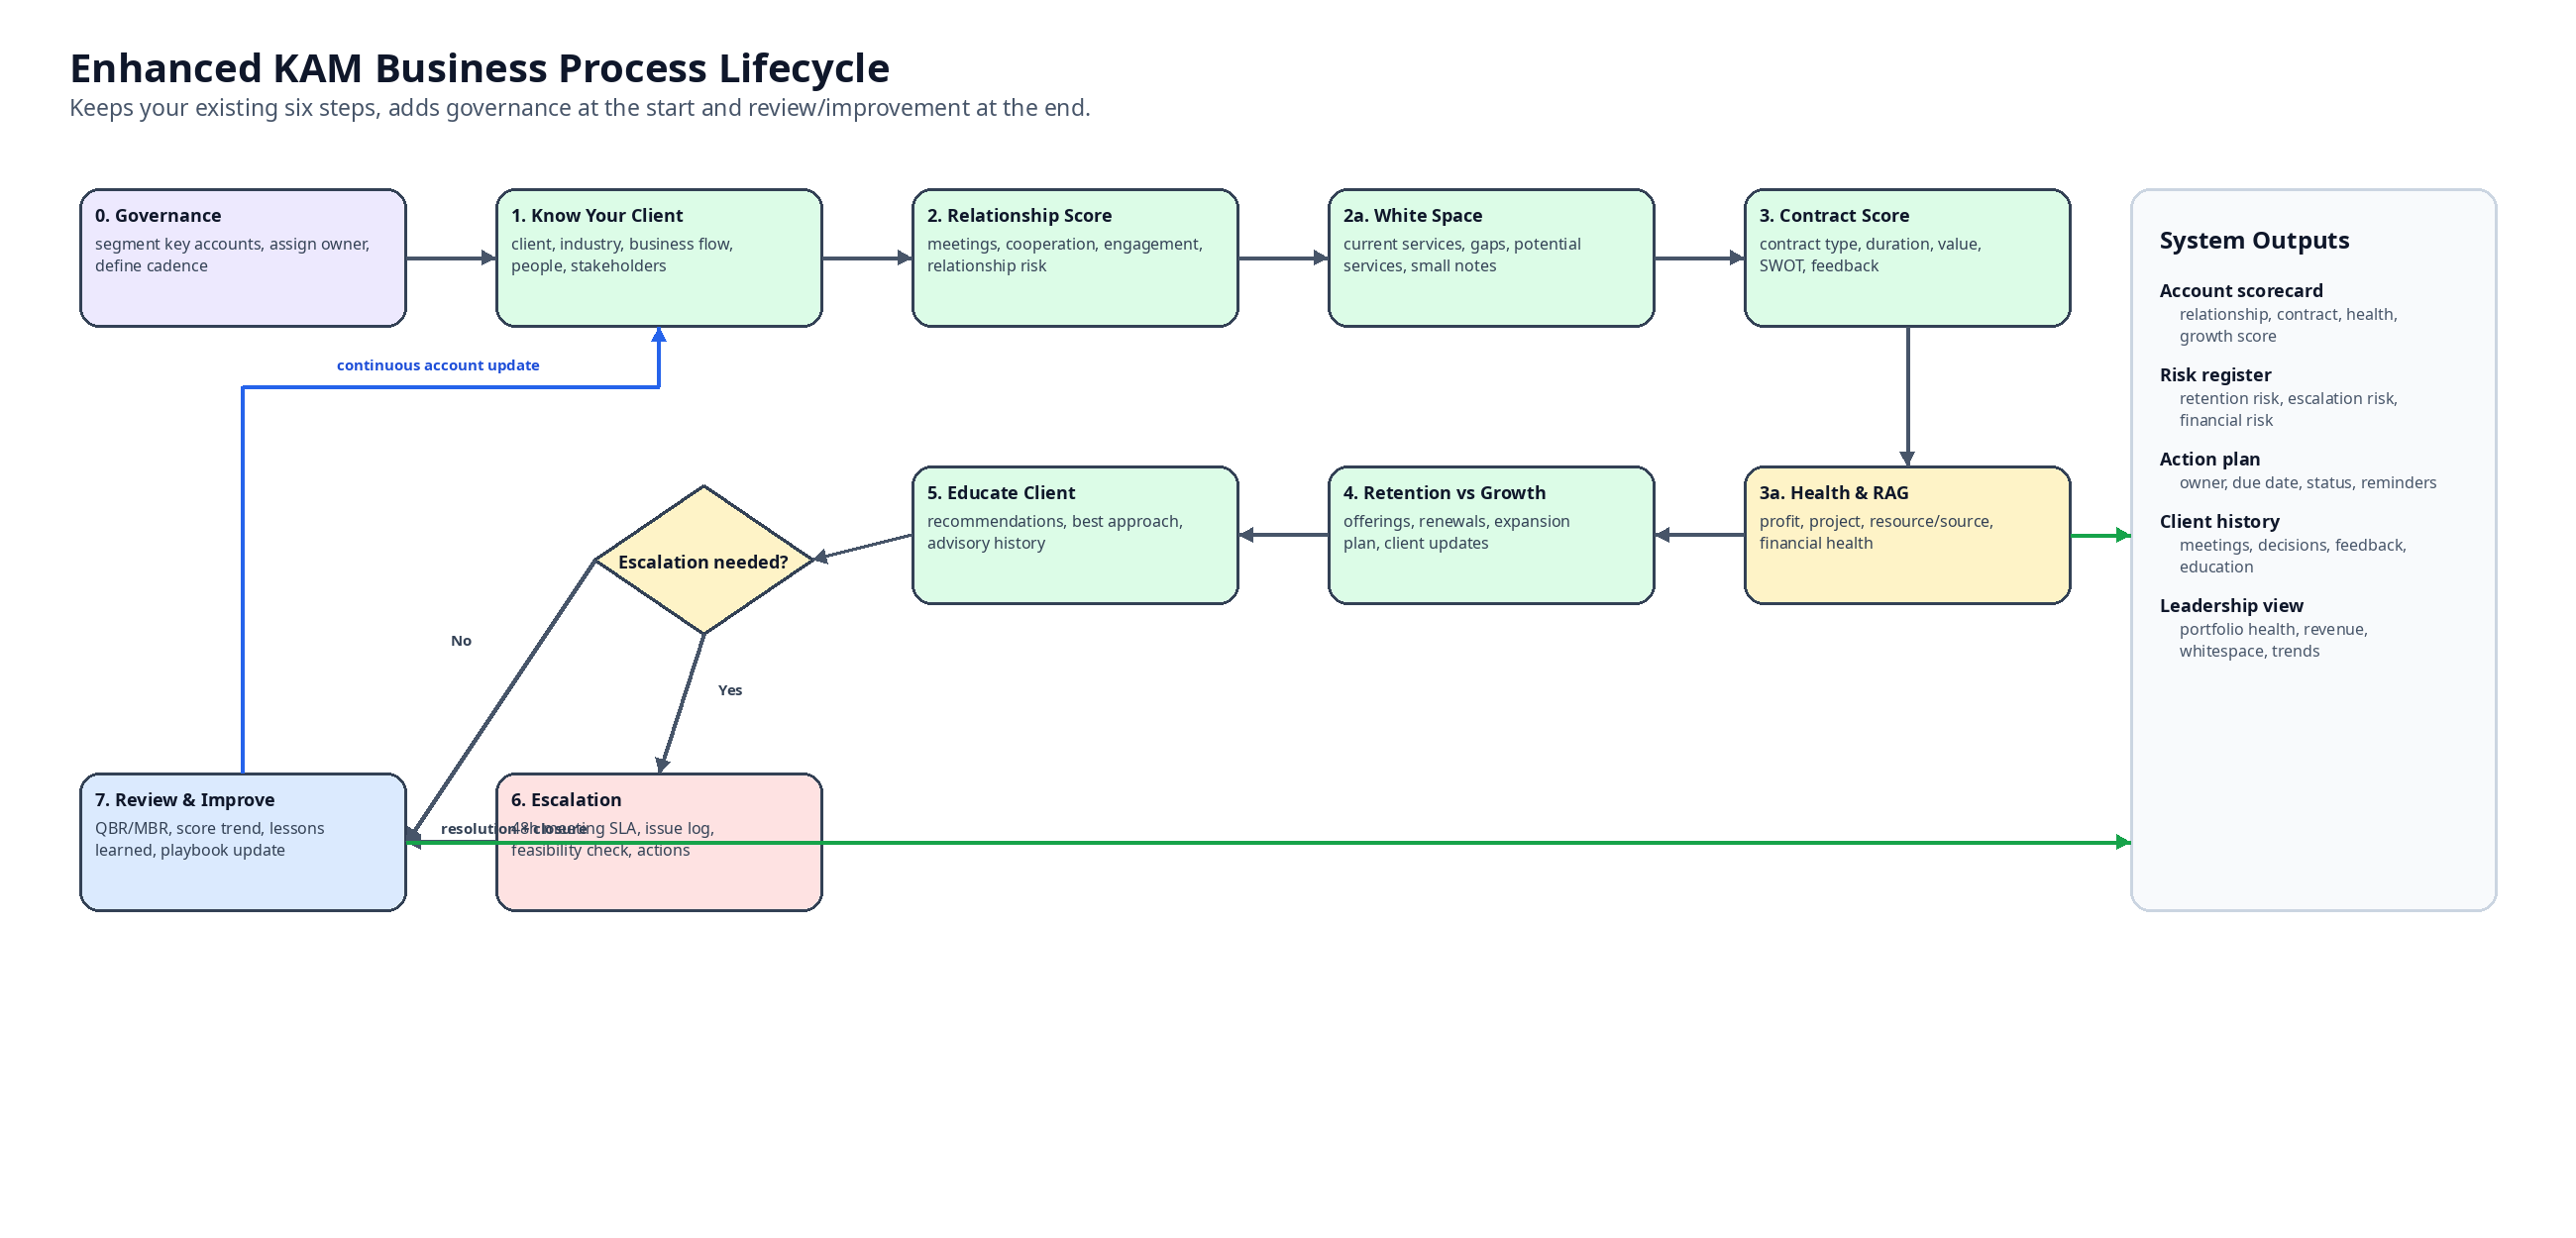 Enhanced KAM Business Process Lifecycle
Keeps your existing six steps, adds governance at the start and review/improvement at the end.
0. Governance
segment key accounts, assign owner,
define cadence
1. Know Your Client
client, industry, business flow,
people, stakeholders
2. Relationship Score
meetings, cooperation, engagement,
relationship risk
2a. White Space
current services, gaps, potential
services, small notes
3. Contract Score
contract type, duration, value,
SWOT, feedback
continuous account update
Escalation needed?
5. Educate Client
recommendations, best approach,
advisory history
4. Retention vs Growth
offerings, renewals, expansion
plan, client updates
3a. Health & RAG
profit, project, resource/source,
financial health
No
Yes
7. Review & Improve
QBR/MBR, score trend, lessons
learned, playbook update
resolution + closure
6. Escalation
48h meeting SLA, issue log,
feasibility check, actions
System Outputs
Account scorecard
relationship, contract, health,
growth score
Risk register
retention risk, escalation risk,
financial risk
Action plan
owner, due date, status, reminders
Client history
meetings, decisions, feedback,
education
Leadership view
portfolio health, revenue,
whitespace, trends